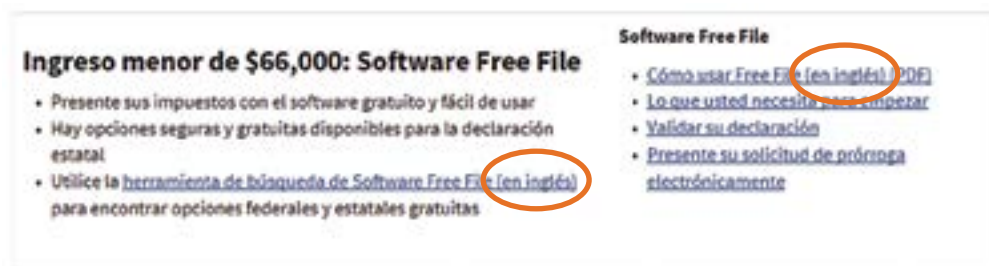 Ingreso menor de $66,000: Software Free File
• Presente sus impuestos con el software gratuito y fácil de usar
• Hay opciones seguras y gratuitas disponibles para la declaración
estatal
• Utilice la herramienta de búsqueda de Software Free File (en inglés)
para encontrar opciones federales y estatales gratuitas
Software Free File
• Cómo usar Free File (en inglés) (PDF)
• Lo que usted necesita para empezar
• Validar su declaración
• Presente su solicitud de prórroga
electrónicamente